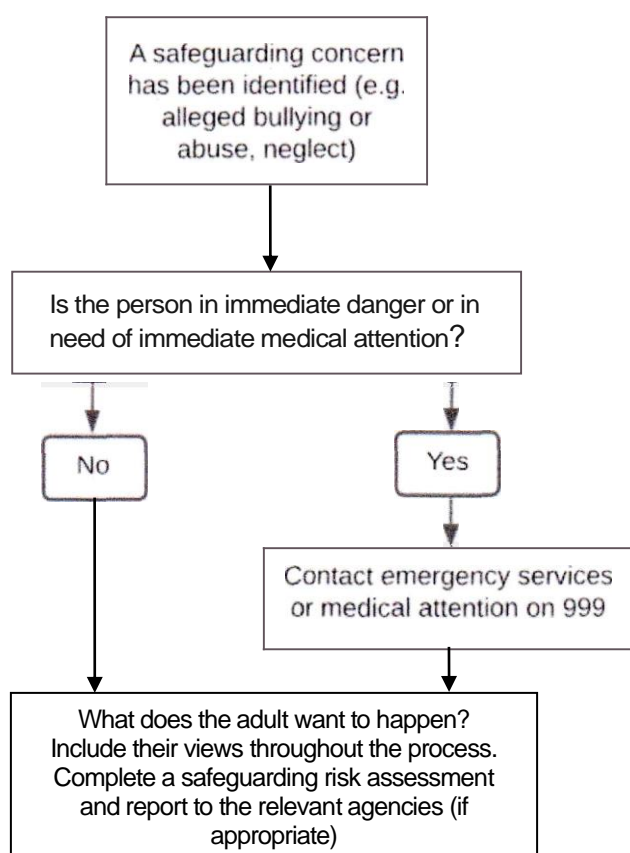 A safeguarding concern
has been identified (e.g.
alleged bullying or
abuse, neglect)
Is the person in immediate danger or in
need of immediate medical attention?
No
Yes
Contact emergency services
or medical attention on 999
What does the adult want to happen?
Include their views throughout the process.
Complete a safeguarding risk assessment
and report to the relevant agencies (if
appropriate)